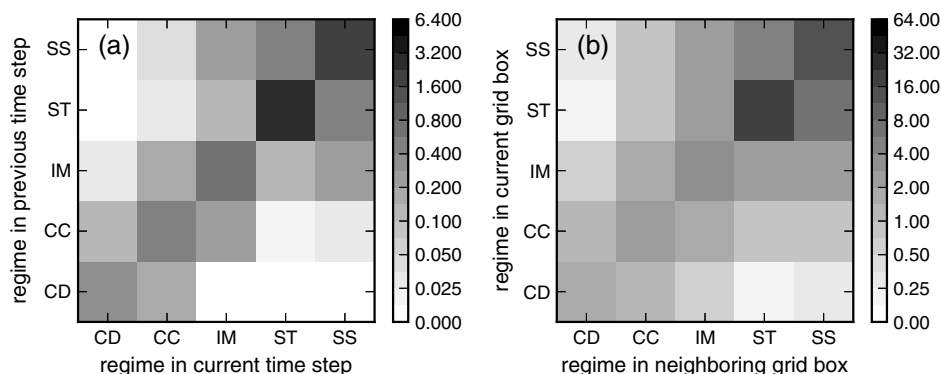 (a)
regime in previous time step
SS
ST
IM
CC
CD
CD CC IM ST SS
regime in current time step
6.400
3.200
1.600
0.800
0.400
0.200
0.100
0.050
0.025
0.000
(b)
regime in current grid box
SS
ST
IM
CC
CD
CD CC IM ST SS
regime in neighboring grid box
64.00
32.00
16.00
8.00
4.00
2.00
1.00
0.50
0.25
0.00